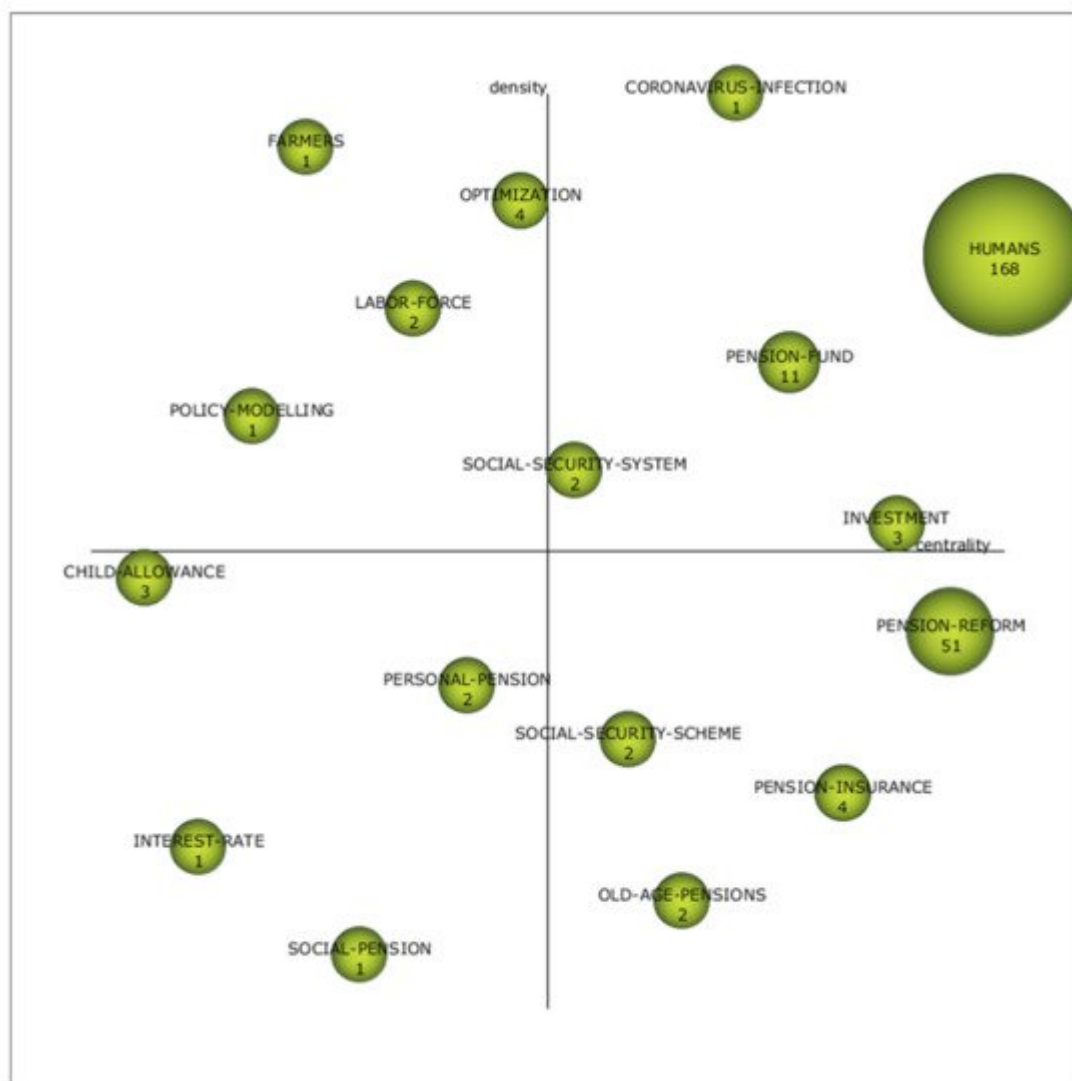 density
CORONAVIRUS-INFECTION
1
FARMERS
1
OPTIMIZATION
4
HUMANS
168
LABOR-FORCE
2
PENSION-FUND
11
POLICY-MODELLING
1
SOCIAL-SECURITY-SYSTEM
2
INVESTMENT
3
centrality
CHILD-ALLOWANCE
3
PENSION-REFORM
51
PERSONAL-PENSION
2
SOCIAL-SECURITY-SCHEME
2
PENSION-INSURANCE
4
INTEREST-RATE
1
OLD-AGE-PENSIONS
2
SOCIAL-PENSION
1